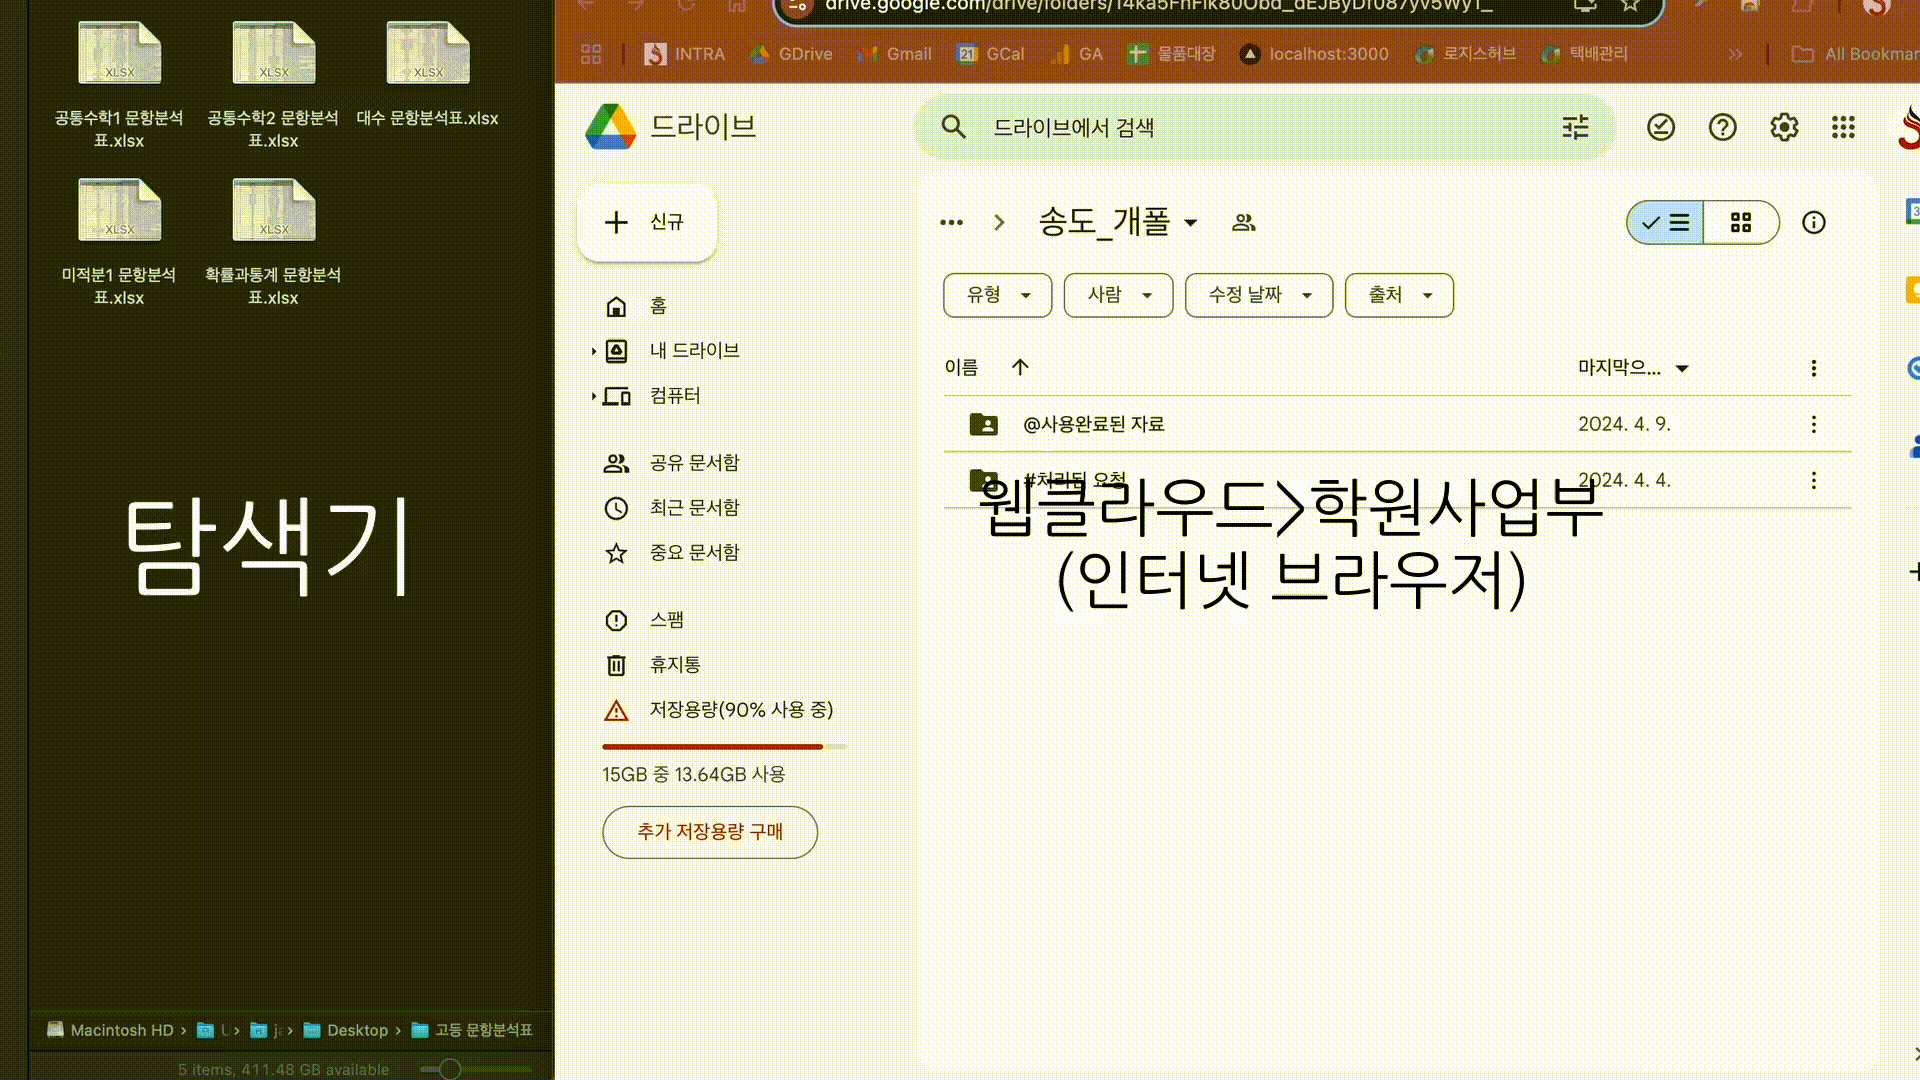 XLSX
XLSX
XLSX
공통수학1 문항분석
표.xlsx
공통수학2 문항분석
표.xlsx
대수 문항분석표.xlsx
XLSX
XLSX
미적분1 문항분석
표.xlsx
확률과통계 문항분석
표.xlsx
탐색기
Macintosh HD › › › Desktop › 고등 문항분석표
5 items, 411.48 GB available
INTRA
GDrive
Gmail
21 GCal
GA
물품대장
localhost:3000
로지스허브
택배관리
All Bookmar
드라이브
드라이브에서 검색
신규
홈
내 드라이브
컴퓨터
공유 문서함
최근 문서함
중요 문서함
스팸
휴지통
저장용량(90% 사용 중)
15GB 중 13.64GB 사용
추가 저장용량 구매
송도_개폴
유형
사람
수정 날짜
출처
이름
마지막으...
@사용완료된 자료
2024. 4. 9.
#처리된 요청
2024. 4. 4.
웹클라우드>학원사업부
(인터넷 브라우저)